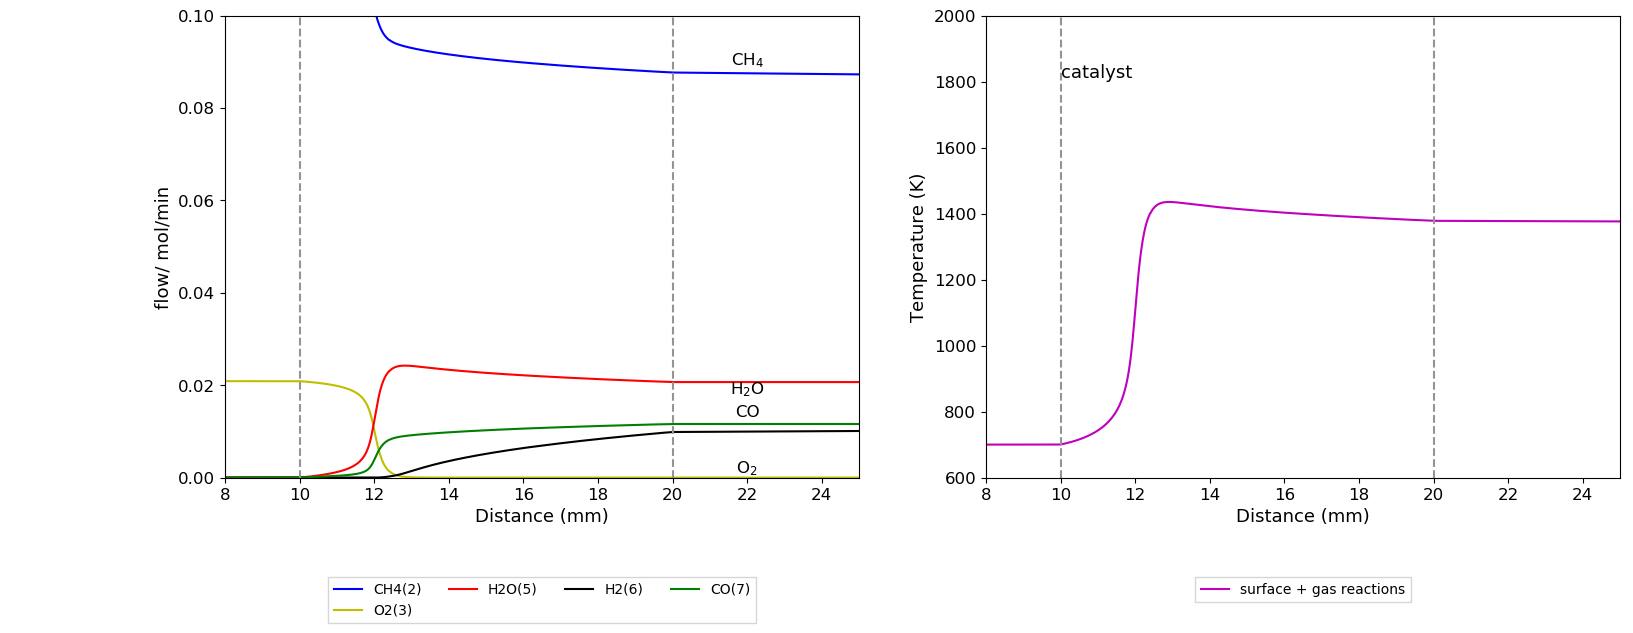 0.10
0.08
0.06
0.04
0.02
0.00
flow/ mol/min
CH₄
H₂O
CO
O₂
8 10 12 14 16 18 20 22 24
Distance (mm)
CH4(2) H2O(5) H2(6) CO(7)
O2(3)
2000
1800
1600
1400
1200
1000
800
600
Temperature (K)
catalyst
8 10 12 14 16 18 20 22 24
Distance (mm)
surface + gas reactions